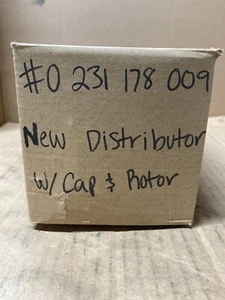 #0 231 178 009
New Distributor
W/ Cap & Rotor